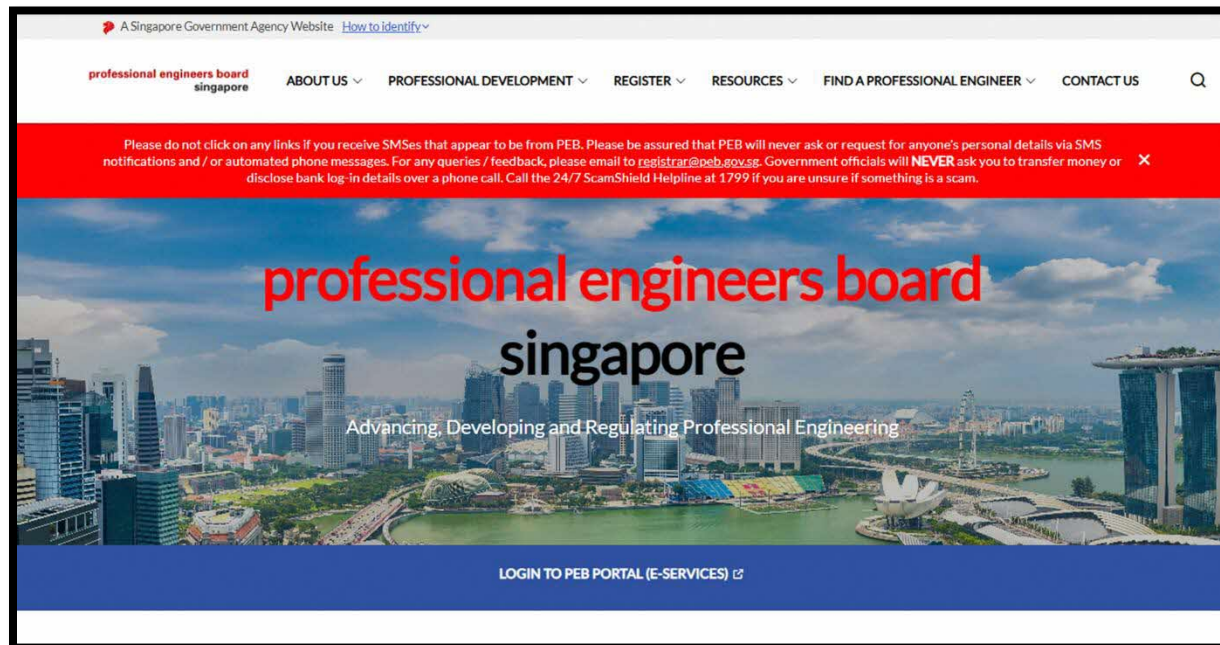 A Singapore Government Agency Website How to identify
professional engineers board
singapore
ABOUT US PROFESSIONAL DEVELOPMENT REGISTER RESOURCES FIND A PROFESSIONAL ENGINEER CONTACT US
Please do not click on any links if you receive SMSes that appear to be from PEB. Please be assured that PEB will never ask or request for anyone's personal details via SMS
notifications and / or automated phone messages. For any queries / feedback, please email to registrar@peb.gov.sg. Government officials will NEVER ask you to transfer money or
disclose bank log-in details over a phone call. Call the 24/7 ScamShield Helpline at 1799 if you are unsure if something is a scam.
professional engineers board
singapore
Advancing, Developing and Regulating Professional Engineering
LOGIN TO PEB PORTAL (E-SERVICES)